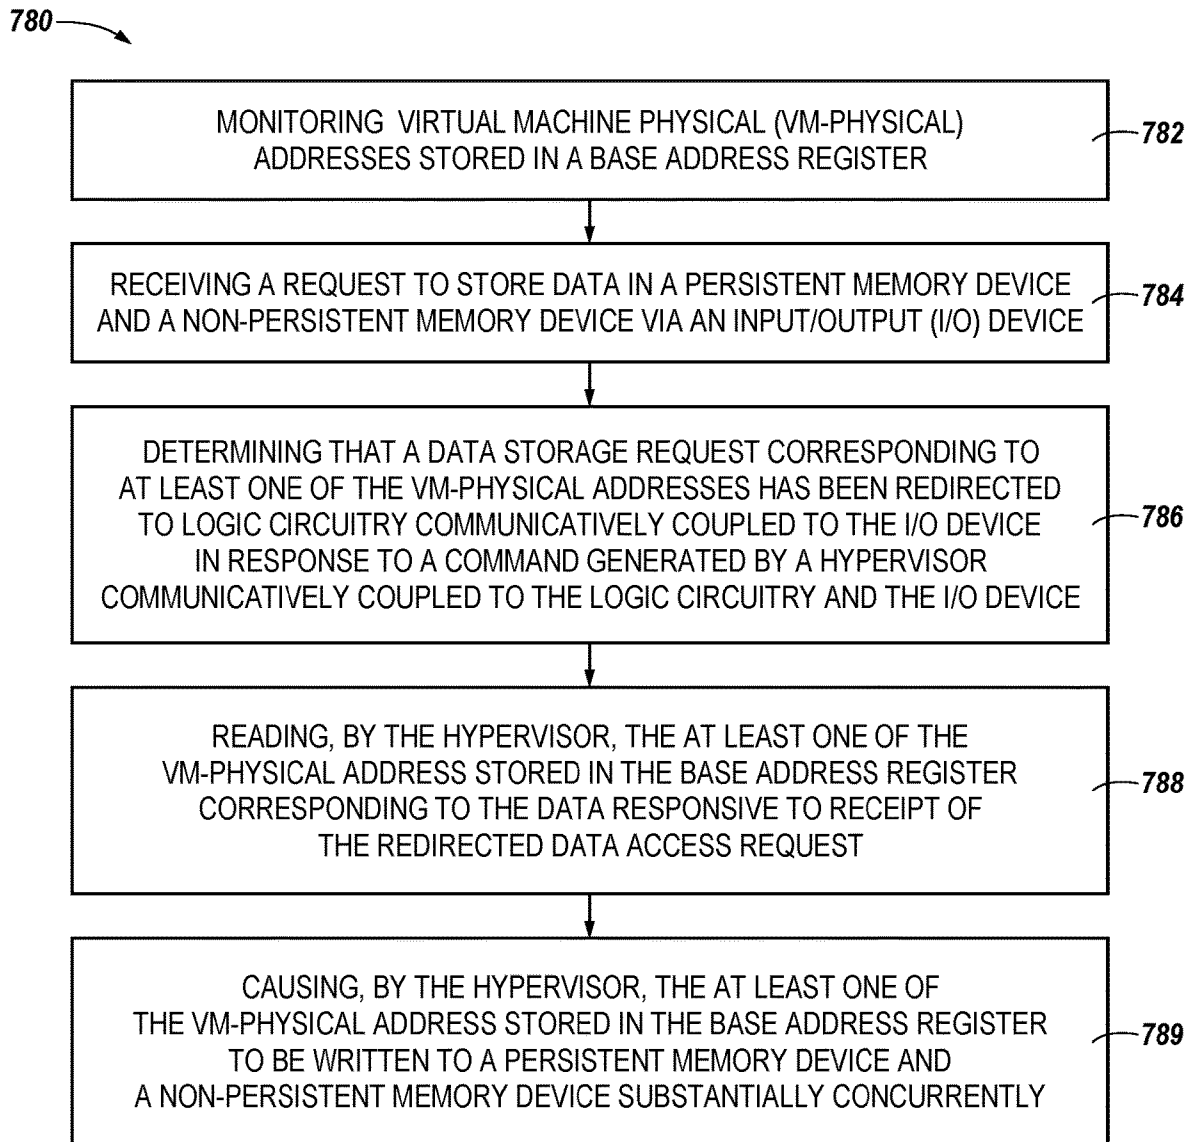 780
MONITORING VIRTUAL MACHINE PHYSICAL (VM-PHYSICAL)
ADDRESSES STORED IN A BASE ADDRESS REGISTER
782
RECEIVING A REQUEST TO STORE DATA IN A PERSISTENT MEMORY DEVICE
AND A NON-PERSISTENT MEMORY DEVICE VIA AN INPUT/OUTPUT (I/O) DEVICE
784
DETERMINING THAT A DATA STORAGE REQUEST CORRESPONDING TO
AT LEAST ONE OF THE VM-PHYSICAL ADDRESSES HAS BEEN REDIRECTED
TO LOGIC CIRCUITRY COMMUNICATIVELY COUPLED TO THE I/O DEVICE
IN RESPONSE TO A COMMAND GENERATED BY A HYPERVISOR
COMMUNICATIVELY COUPLED TO THE LOGIC CIRCUITRY AND THE I/O DEVICE
786
READING, BY THE HYPERVISOR, THE AT LEAST ONE OF THE
VM-PHYSICAL ADDRESS STORED IN THE BASE ADDRESS REGISTER
CORRESPONDING TO THE DATA RESPONSIVE TO RECEIPT OF
THE REDIRECTED DATA ACCESS REQUEST
788
CAUSING, BY THE HYPERVISOR, THE AT LEAST ONE OF
THE VM-PHYSICAL ADDRESS STORED IN THE BASE ADDRESS REGISTER
TO BE WRITTEN TO A PERSISTENT MEMORY DEVICE AND
A NON-PERSISTENT MEMORY DEVICE SUBSTANTIALLY CONCURRENTLY
789